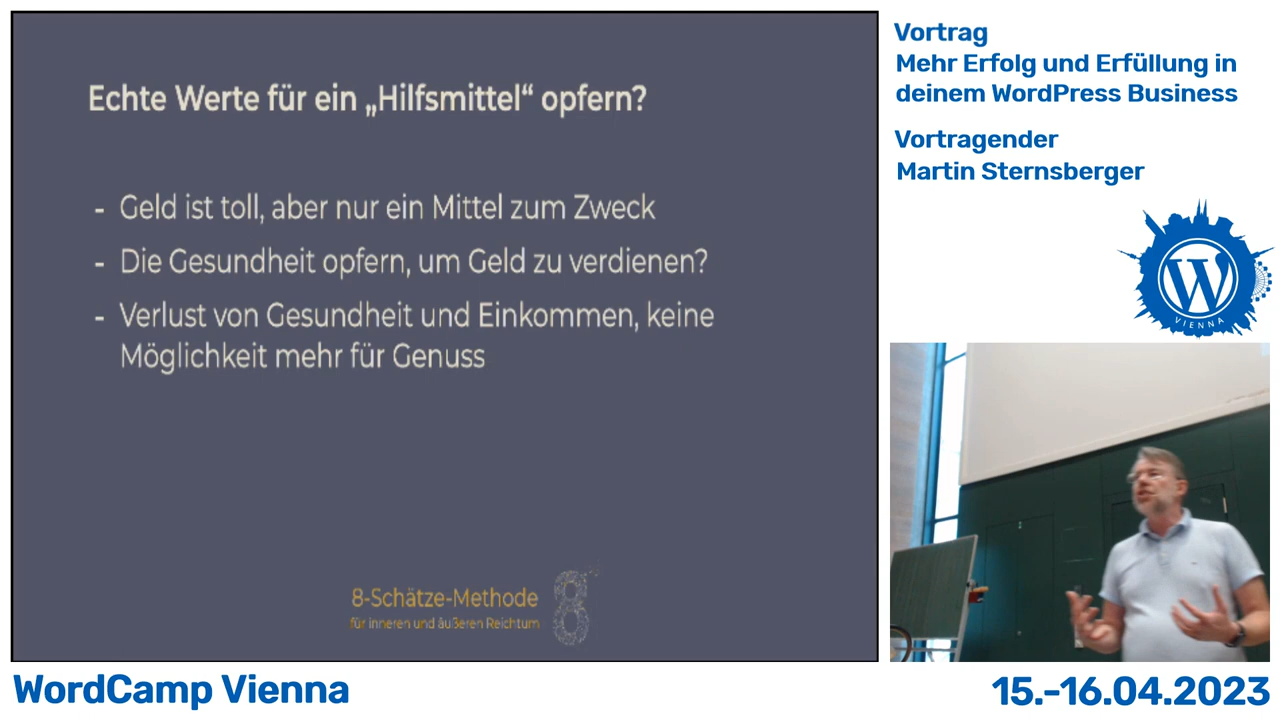 Echte Werte für ein „Hilfsmittel“ opfern?
- Geld ist toll, aber nur ein Mittel zum Zweck
- Die Gesundheit opfern, um Geld zu verdienen?
- Verlust von Gesundheit und Einkommen, keine
Möglichkeit mehr für Genuss
8-Schätze-Methode
für inneren und äußeren Reichtum
8
Vortrag
Mehr Erfolg und Erfüllung in
deinem WordPress Business
Vortragender
Martin Sternsberger
W
VIENNA
WordCamp Vienna
15.-16.04.2023